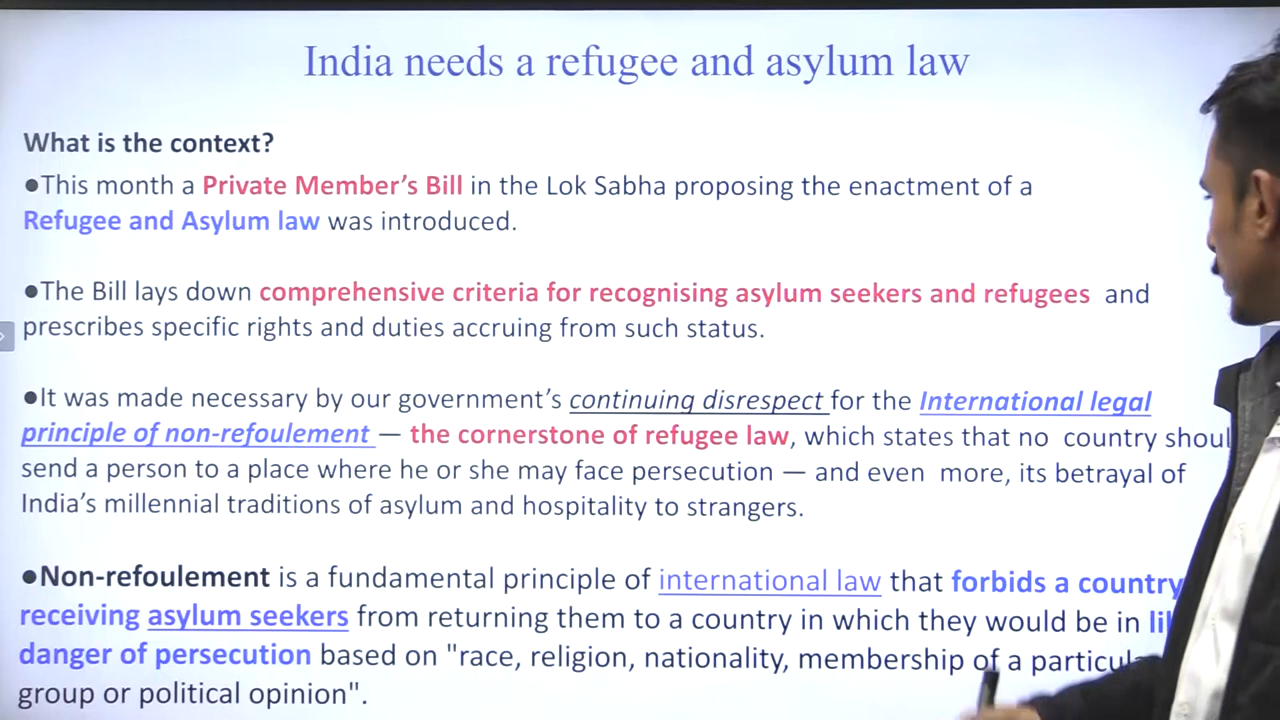 India needs a refugee and asylum law
What is the context?
●This month a Private Member's Bill in the Lok Sabha proposing the enactment of a
Refugee and Asylum law was introduced.
●The Bill lays down comprehensive criteria for recognising asylum seekers and refugees and
prescribes specific rights and duties accruing from such status.
●It was made necessary by our government's continuing disrespect for the International legal
principle of non-refoulement — the cornerstone of refugee law, which states that no country
send a person to a place where he or she may face persecution — and even more, its betrayal of
India's millennial traditions of asylum and hospitality to strangers.
●Non-refoulement is a fundamental principle of international law that forbids a country
receiving asylum seekers from returning them to a country in which they would be in
danger of persecution based on "race, religion, nationality, membership of a
group or political opinion".